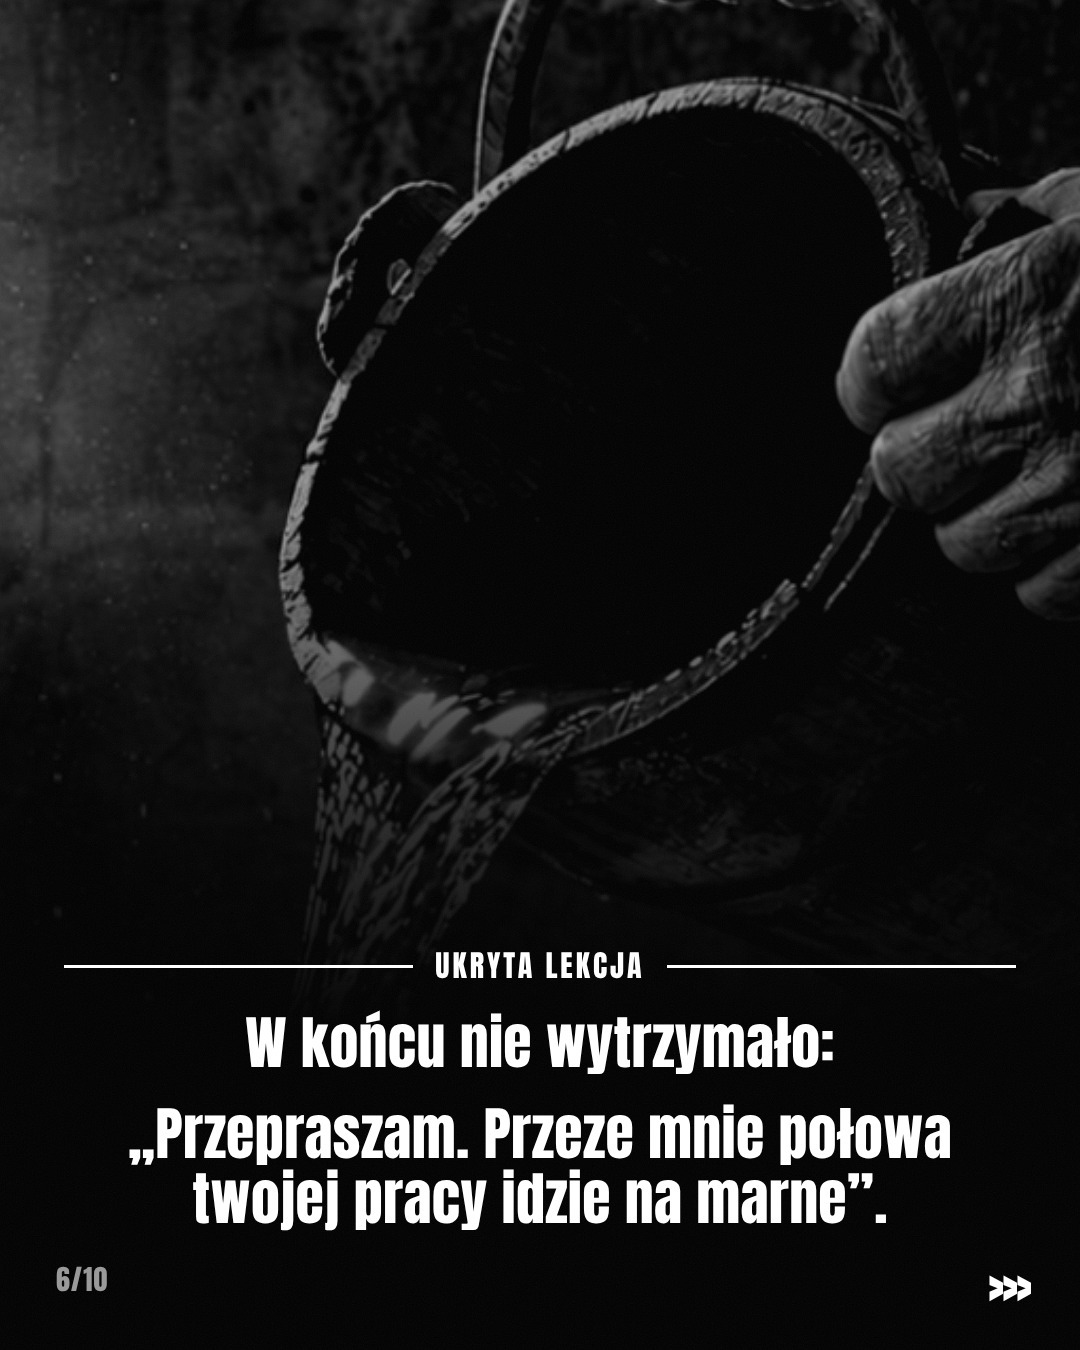 UKRYTA LEKCJA
W końcu nie wytrzymało:
„Przepraszam. Przeze mnie połowa
twojej pracy idzie na marne”.
6/10
>>>